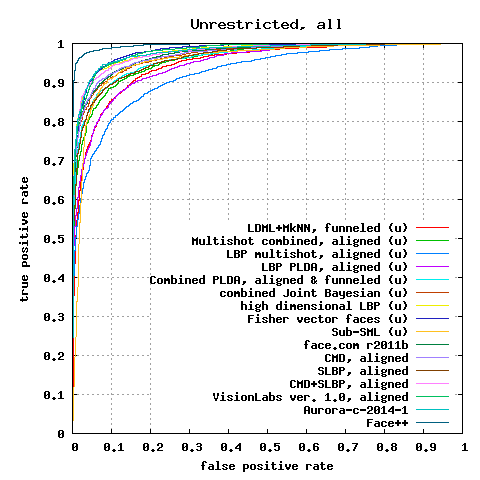 Unrestricted, all
1
0.9
0.8
0.7
0.6
0.5
0.4
0.3
0.2
0.1
0
true positive rate
LDML+MkNN, funneled (u)
Multishot combined, aligned (u)
LBP multishot, aligned (u)
LBP PLDA, aligned (u)
Combined PLDA, aligned & funneled (u)
combined Joint Bayesian (u)
high dimensional LBP (u)
Fisher vector faces (u)
Sub-SML (u)
face.com r2011b
CMD, aligned
SLBP, aligned
CMD+SLBP, aligned
VisionLabs ver. 1.0, aligned
Aurora-c-2014-1
Face++
0 0.1 0.2 0.3 0.4 0.5 0.6 0.7 0.8 0.9 1
false positive rate